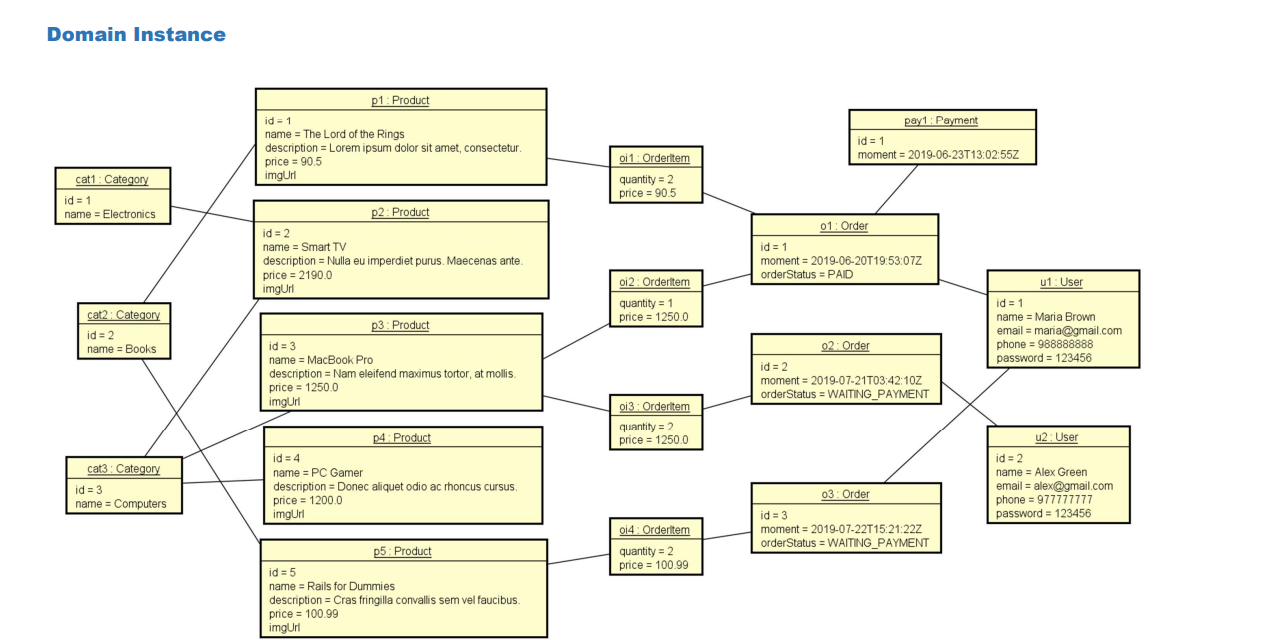 Domain Instance
p1 : Product
id = 1
name = The Lord of the Rings
description = Lorem ipsum dolor sit amet, consectetur.
price = 90.5
imgUrl
pay1 : Payment
id = 1
moment = 2019-06-23T13:02:55Z
oi1 : OrderItem
quantity = 2
price = 90.5
cat1 : Category
id = 1
name = Electronics
p2 : Product
id = 2
name = Smart TV
description = Nulla eu imperdiet purus. Maecenas ante.
price = 2190.0
imgUrl
o1 : Order
id = 1
moment = 2019-06-20T19:53:07Z
orderStatus = PAID
oi2 : OrderItem
quantity = 1
price = 1250.0
u1 : User
id = 1
name = Maria Brown
email = maria@gmail.com
phone = 988888888
password = 123456
cat2 : Category
id = 2
name = Books
p3 : Product
id = 3
name = MacBook Pro
description = Nam eleifend maximus tortor, at mollis.
price = 1250.0
imgUrl
o2 : Order
id = 2
moment = 2019-07-21T03:42:10Z
orderStatus = WAITING_PAYMENT
oi3 : OrderItem
quantity = 2
price = 1250.0
p4 : Product
id = 4
name = PC Gamer
description = Donec aliquet odio ac rhoncus cursus.
price = 1200.0
imgUrl
u2 : User
id = 2
name = Alex Green
email = alex@gmail.com
phone = 977777777
password = 123456
cat3 : Category
id = 3
name = Computers
o3 : Order
id = 3
moment = 2019-07-22T15:21:22Z
orderStatus = WAITING_PAYMENT
oi4 : OrderItem
quantity = 2
price = 100.99
p5 : Product
id = 5
name = Rails for Dummies
description = Cras fringilla convallis sem vel faucibus.
price = 100.99
imgUrl